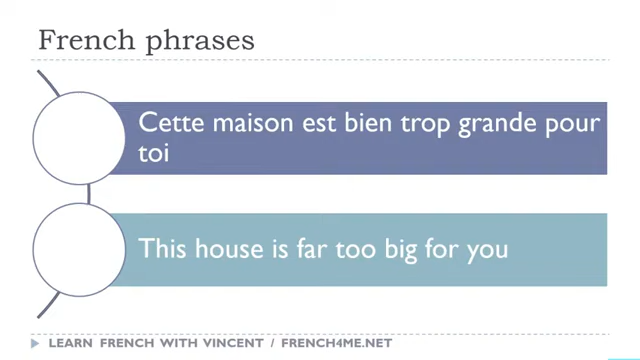 French phrases
Cette maison est bien trop grande pour
toi
This house is far too big for you
LEARN FRENCH WITH VINCENT / FRENCH4ME.NET